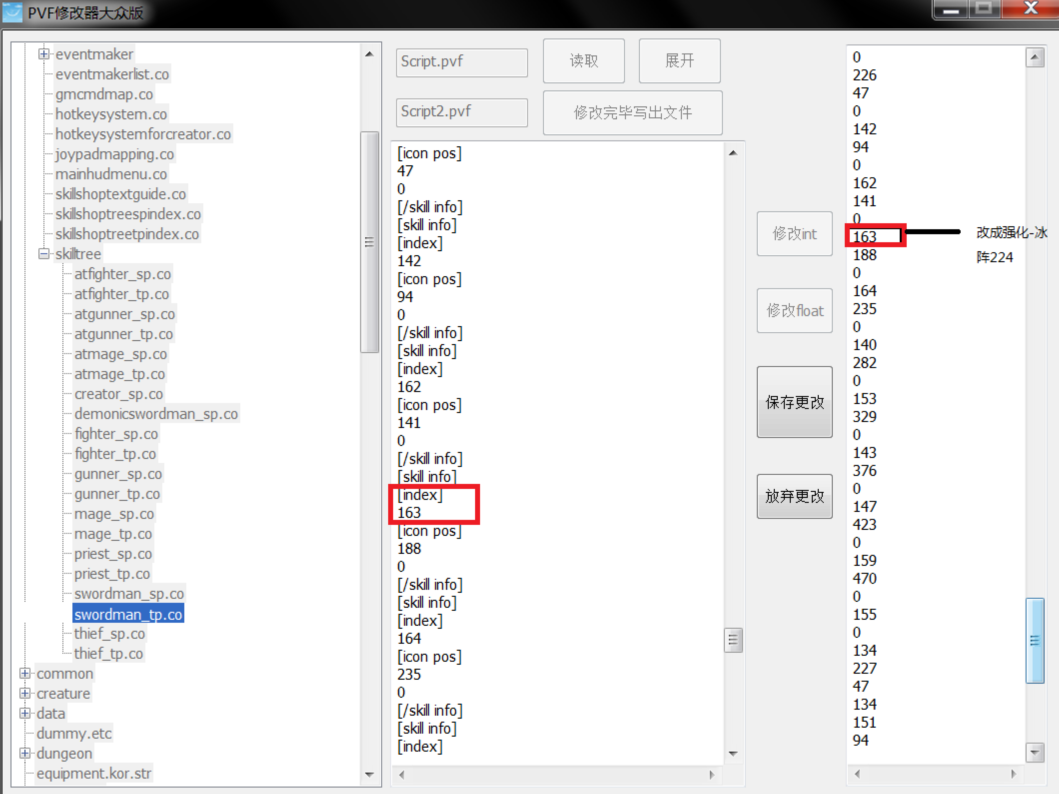 PVF修改器大众版
eventmaker
eventmakerlist.co
gmcmdmap.co
hotkeysystem.co
hotkeysystemforcreator.co
joypadmapping.co
mainhudmenu.co
skillshoptextguide.co
skillshoptreespindex.co
skillshoptreetpindex.co
skilltree
atfighter_sp.co
atfighter_tp.co
atgunner_sp.co
atgunner_tp.co
atmage_sp.co
atmage_tp.co
creator_sp.co
demonicswordman_sp.co
fighter_sp.co
fighter_tp.co
gunner_sp.co
gunner_tp.co
mage_sp.co
mage_tp.co
priest_sp.co
priest_tp.co
swordman_sp.co
swordman_tp.co
thief_sp.co
thief_tp.co
common
creature
data
dummy.etc
dungeon
equipment.kor.str
Script.pvf
读取
展开
Script2.pvf
修改完毕写出文件
[icon pos]
47
0
[/skill info]
[skill info]
[index]
142
[icon pos]
94
0
[/skill info]
[skill info]
[index]
162
[icon pos]
141
0
[/skill info]
[skill info]
[index]
163
[icon pos]
188
0
[/skill info]
[skill info]
[index]
164
[icon pos]
235
0
[/skill info]
[skill info]
[index]
修改int
修改float
保存更改
放弃更改
0
226
47
0
142
94
0
162
141
0
163
188
0
164
235
0
140
282
0
153
329
0
143
376
0
147
423
0
159
470
0
155
0
134
227
47
134
151
94
改成强化-冰
阵224